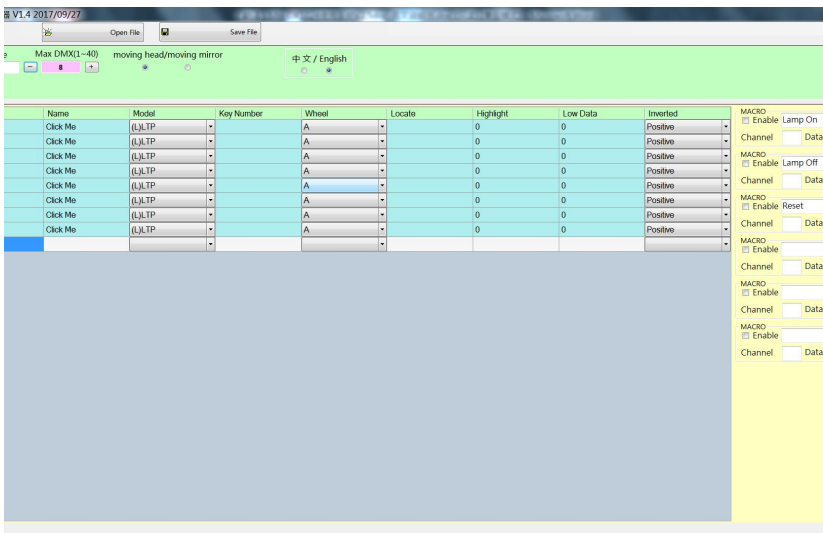 器 V1.4 2017/09/27
Open File Save File
Max DMX(1~40) moving head/moving mirror 中文 / English
- 8 +
Name Model Key Number Wheel Locate Highlight Low Data Inverted
Click Me (L)LTP A 0 0 Positive
Click Me (L)LTP A 0 0 Positive
Click Me (L)LTP A 0 0 Positive
Click Me (L)LTP A 0 0 Positive
Click Me (L)LTP A 0 0 Positive
Click Me (L)LTP A 0 0 Positive
Click Me (L)LTP A 0 0 Positive
Click Me (L)LTP A 0 0 Positive
MACRO
Enable Lamp On
Channel Data
MACRO
Enable Lamp Off
Channel Data
MACRO
Enable Reset
Channel Data
MACRO
Enable
Channel Data
MACRO
Enable
Channel Data
MACRO
Enable
Channel Data